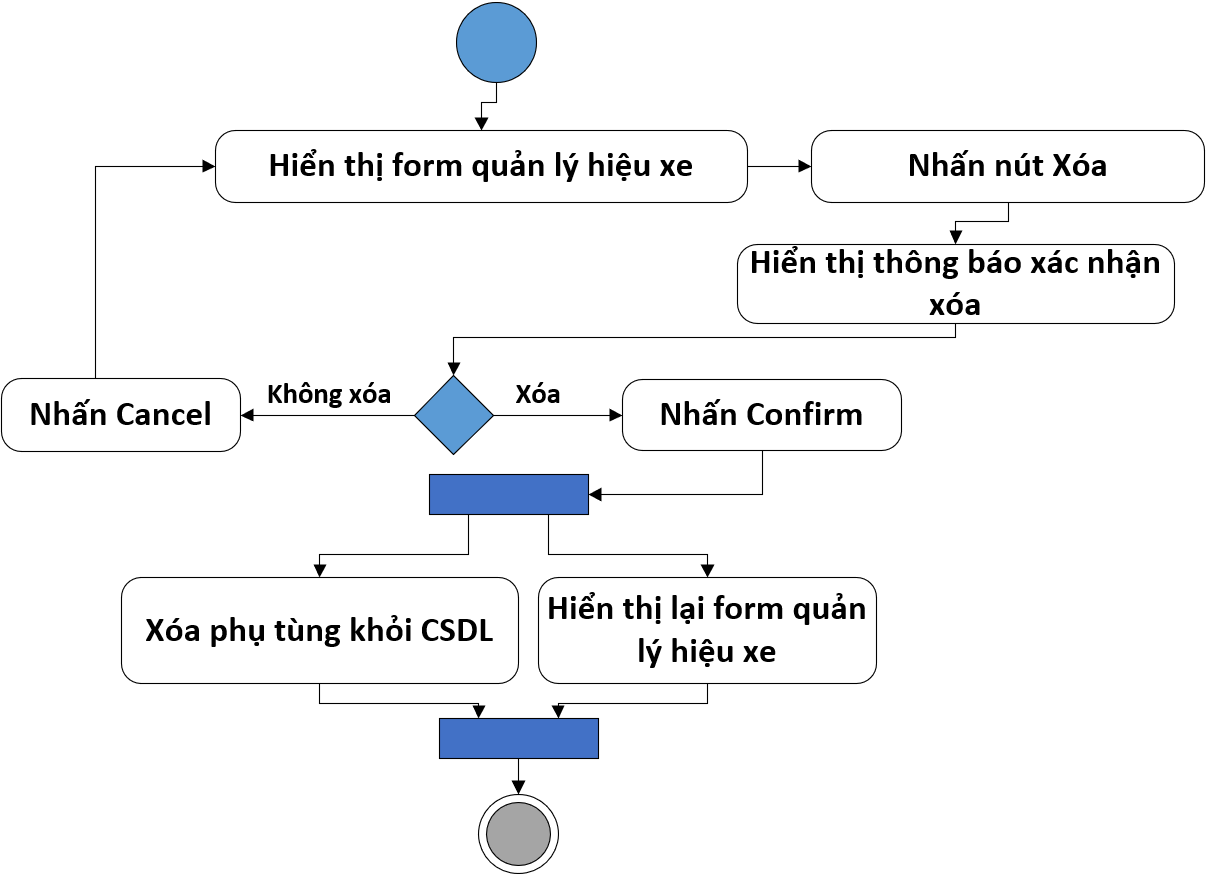 Hiển thị form quản lý hiệu xe
Nhấn nút Xóa
Hiển thị thông báo xác nhận
xóa
Không xóa
Xóa
Nhấn Cancel
Nhấn Confirm
Xóa phụ tùng khỏi CSDL
Hiển thị lại form quản
lý hiệu xe